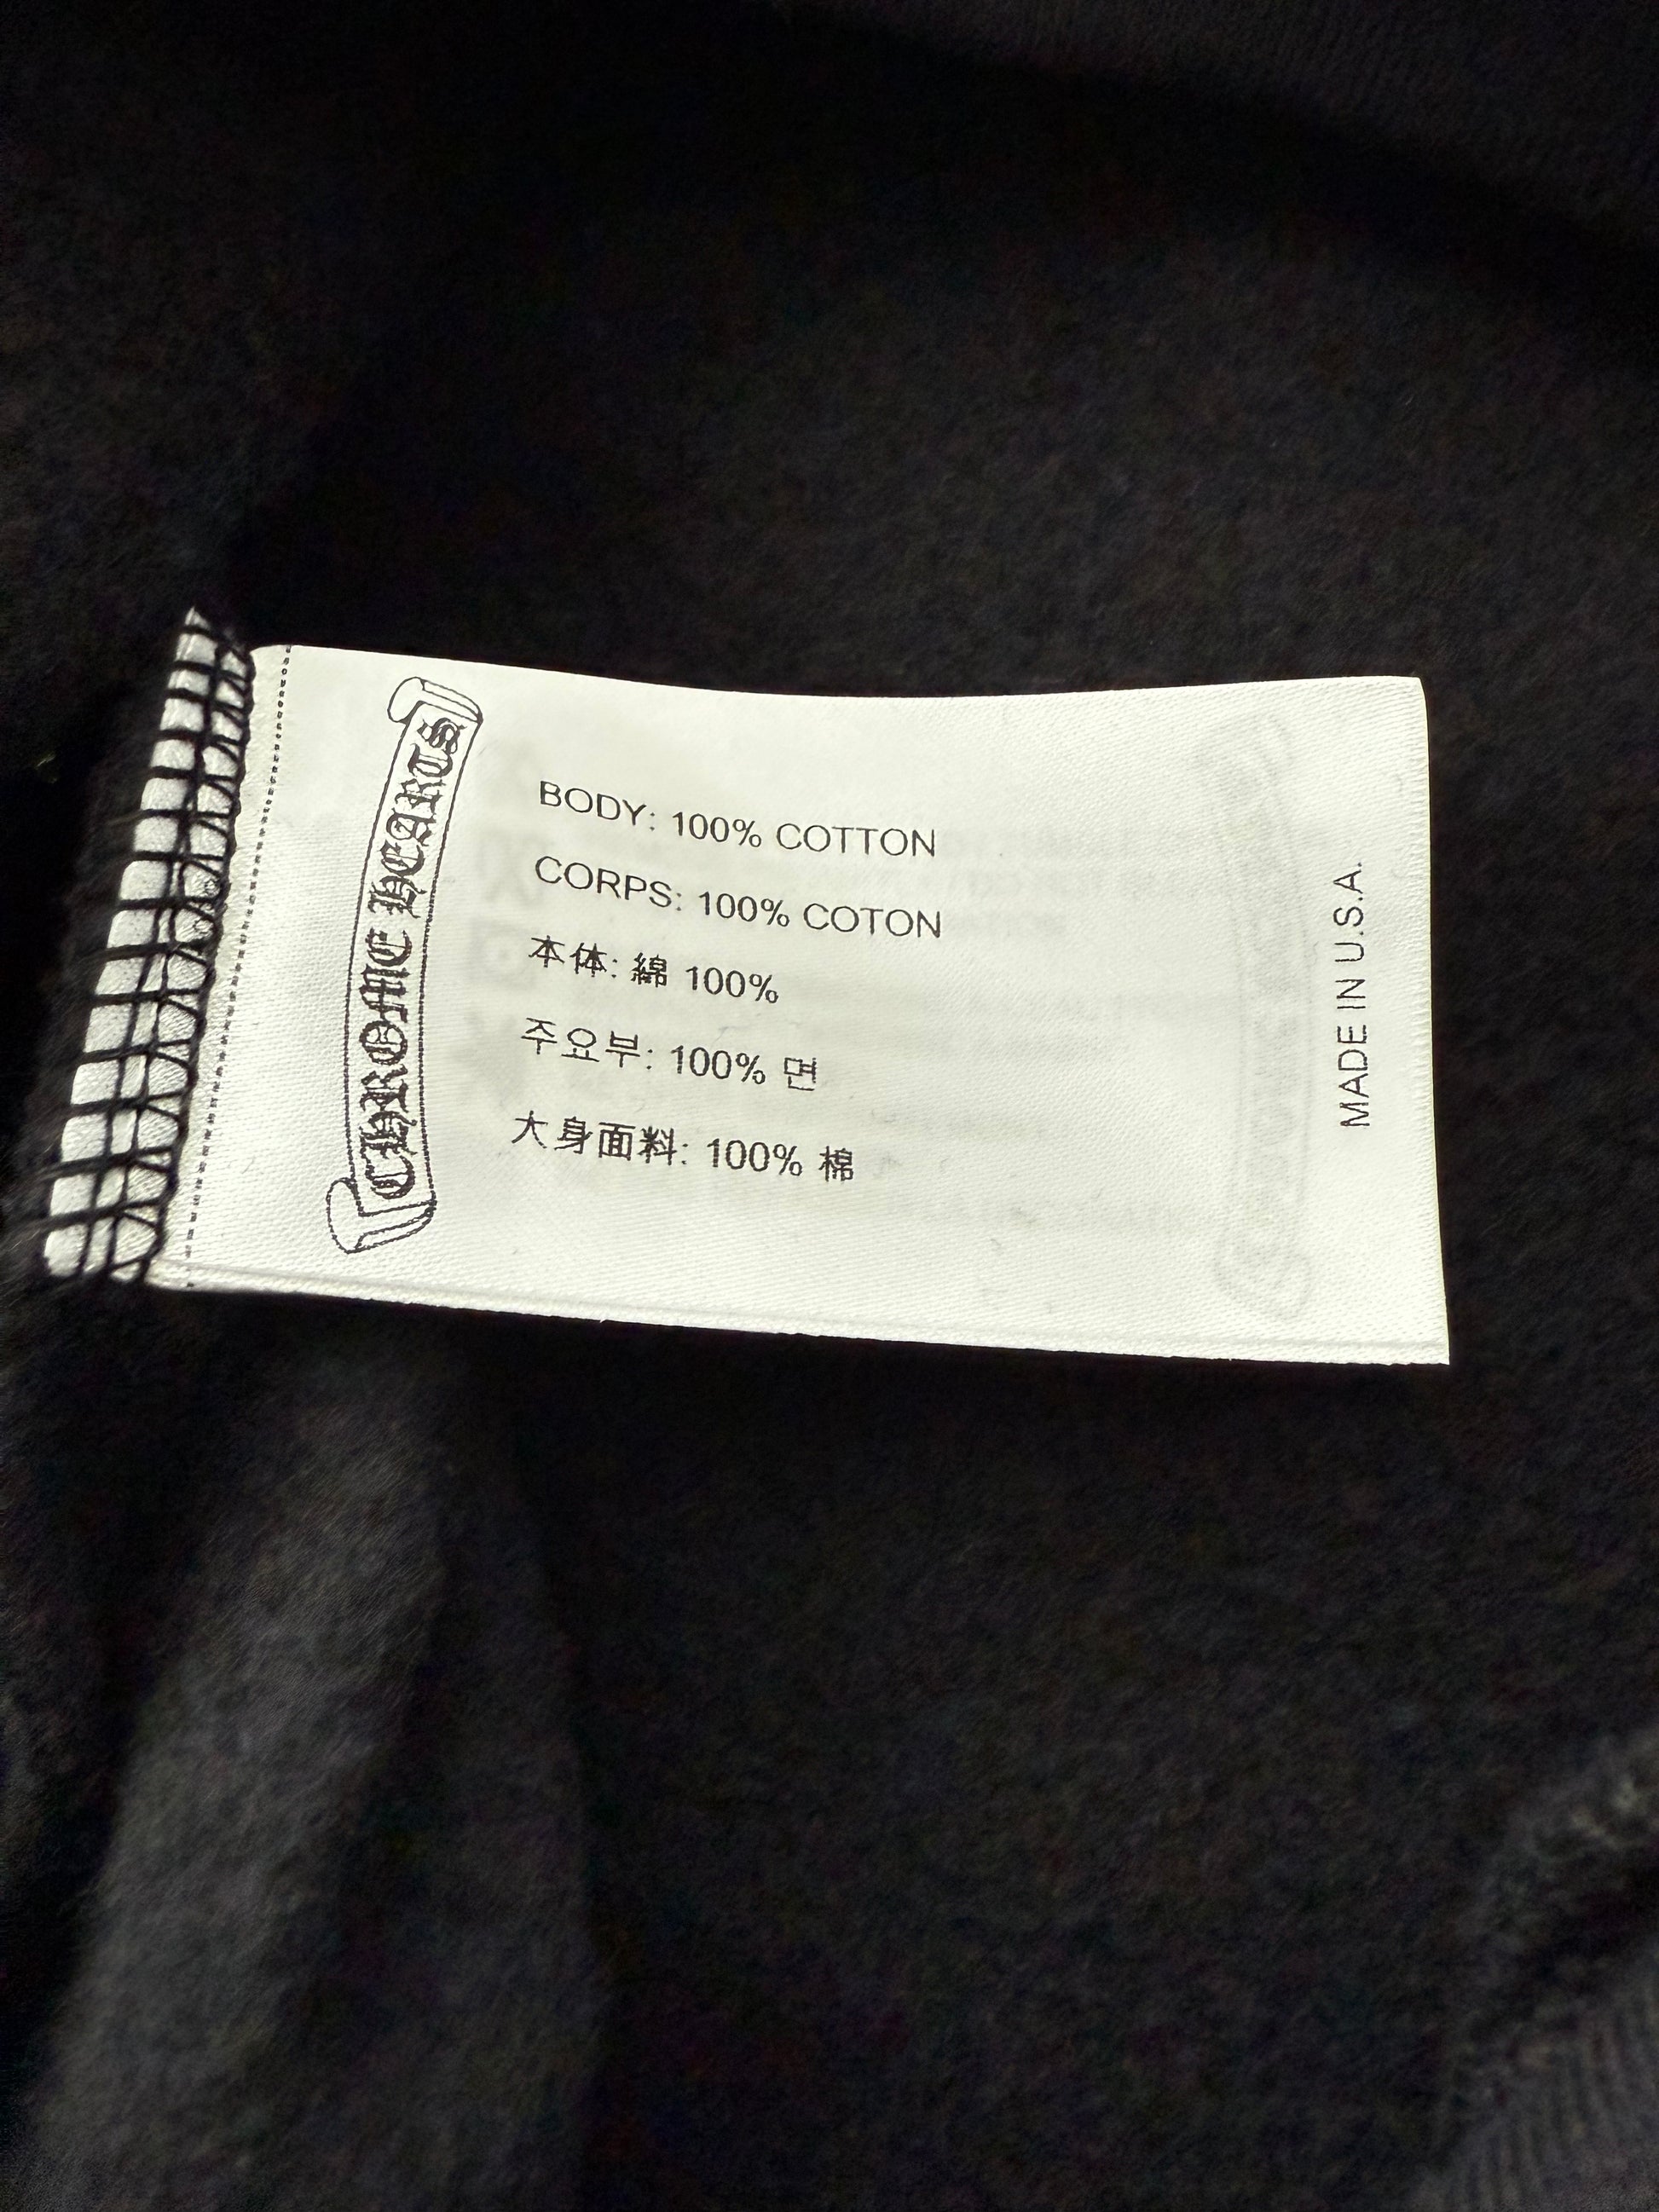 CHROME HEARTS
BODY: 100% COTTON
CORPS: 100% COTON
本体: 綿 100%
주요부: 100% 면
大身面料: 100% 棉
MADE IN U.S.A.